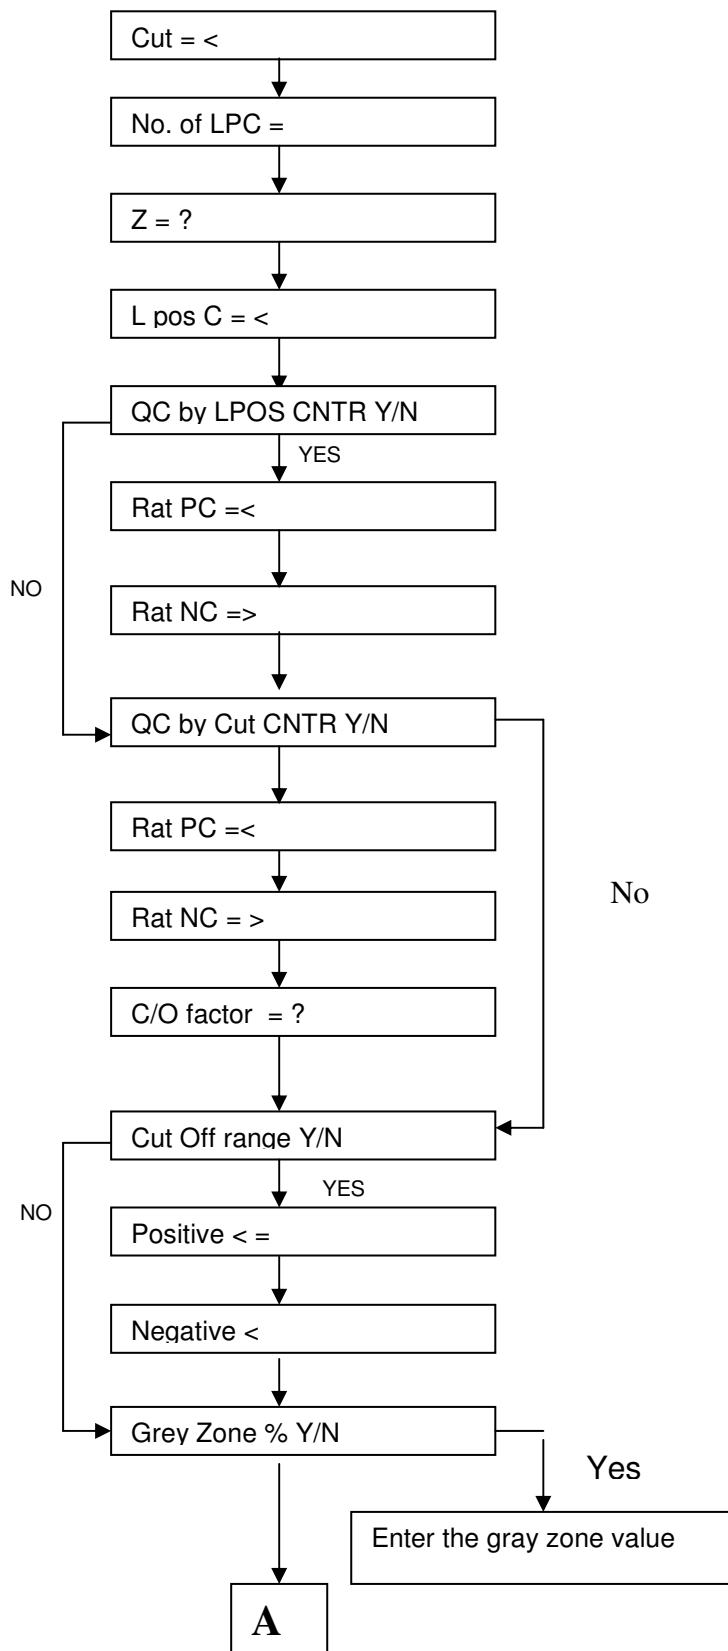 Cut = <
No. of LPC =
Z = ?
L pos C = <
QC by LPOS CNTR Y/N
YES
Rat PC =<
NO
Rat NC =>
QC by Cut CNTR Y/N
Rat PC =<
No
Rat NC = >
C/O factor = ?
Cut Off range Y/N
YES
NO
Positive < =
Negative <
Grey Zone % Y/N
Yes
Enter the gray zone value
A